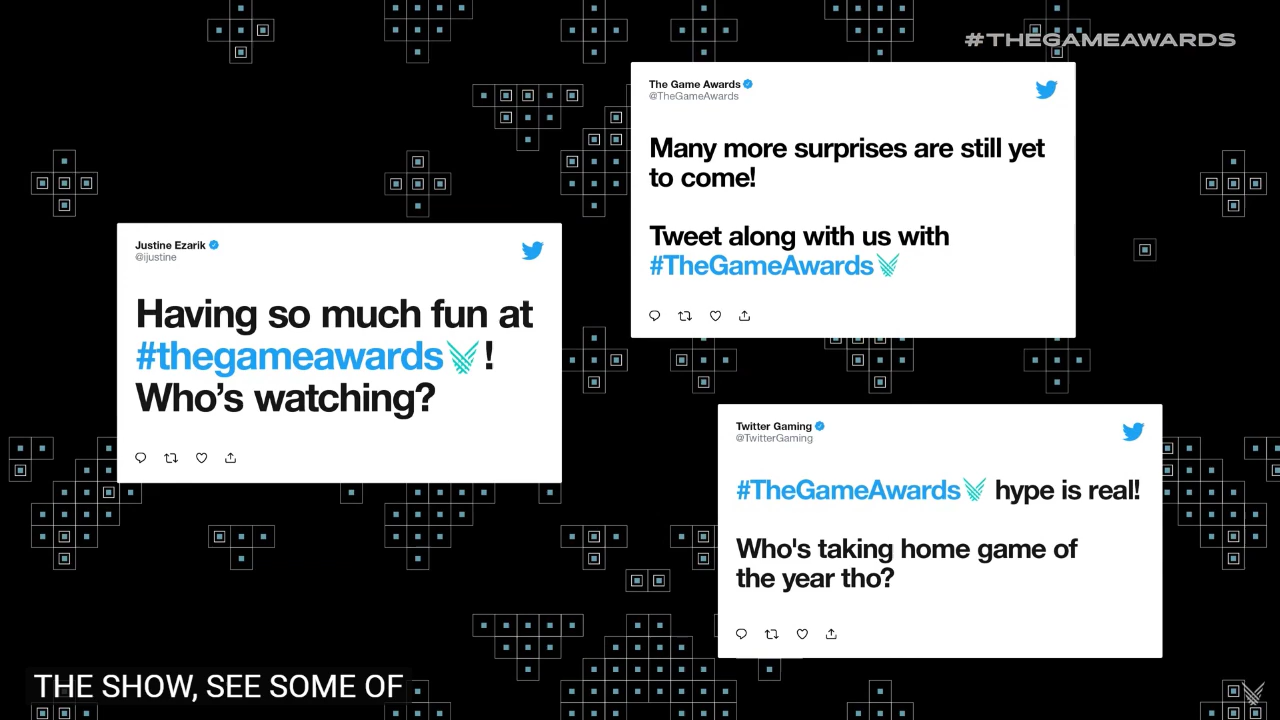 #THEGAMEAWARDS
The Game Awards
@TheGameAwards
Many more surprises are still yet
to come!
Tweet along with us with
#TheGameAwards
Justine Ezarik
@ijustine
Having so much fun at
#thegameawards!
Who’s watching?
Twitter Gaming
@TwitterGaming
#TheGameAwards hype is real!
Who's taking home game of
the year tho?
THE SHOW, SEE SOME OF